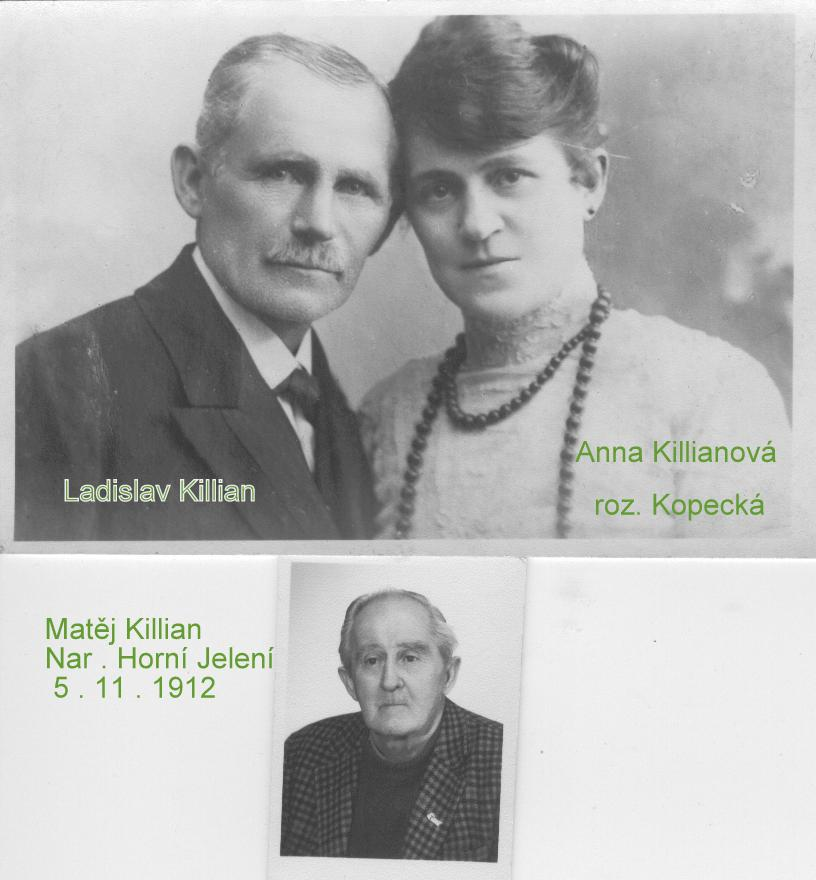 Ladislav Killian
Anna Killianová
roz. Kopecká
Matěj Killian
Nar . Horní Jelení
5 . 11 . 1912